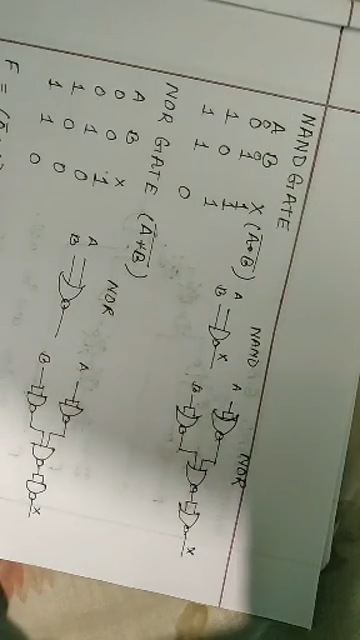 NAND GATE
A B X (A•B)
0 0 1
0 1 1
1 0 1
1 1 0
NAND
A
B
X
NOR
A
B
X
NOR GATE (A+B)
A B X
0 0 1
0 1 0
1 0 0
1 1 0
NOR
A
B
A
B
X
F =